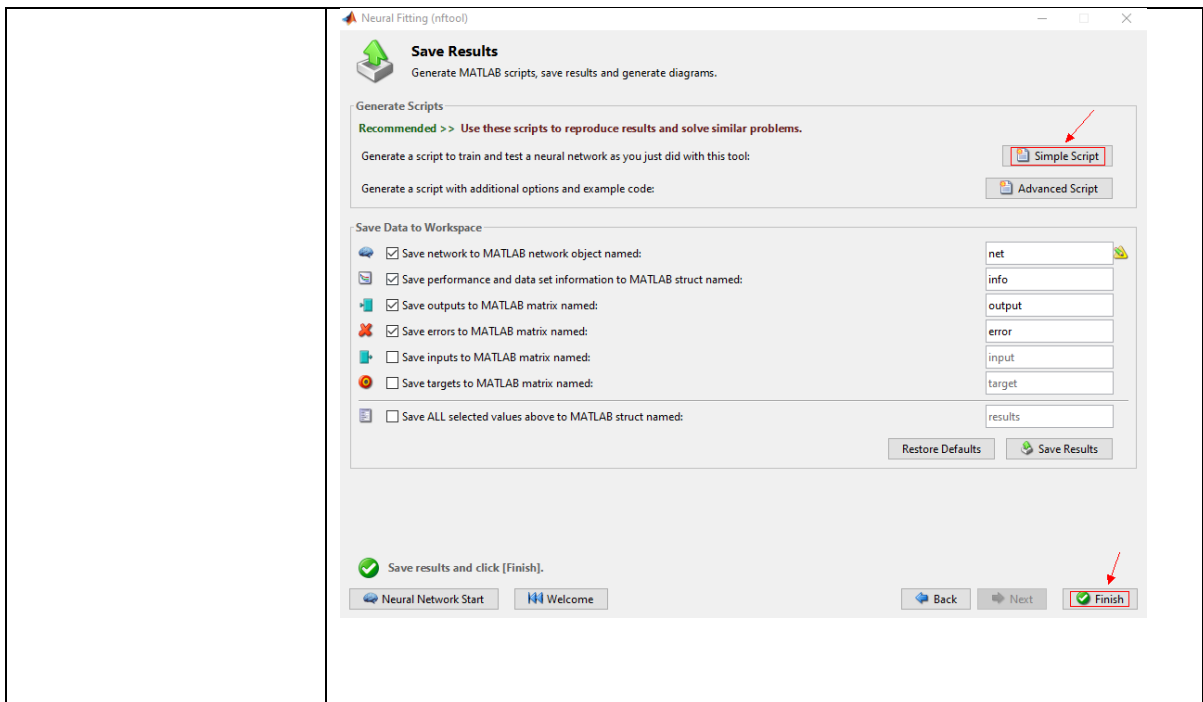 Neural Fitting (nftool)
Save Results
Generate MATLAB scripts, save results and generate diagrams.
Generate Scripts
Recommended >> Use these scripts to reproduce results and solve similar problems.
Generate a script to train and test a neural network as you just did with this tool:
Simple Script
Generate a script with additional options and example code:
Advanced Script
Save Data to Workspace
Save network to MATLAB network object named:
net
Save performance and data set information to MATLAB struct named:
info
Save outputs to MATLAB matrix named:
output
Save errors to MATLAB matrix named:
error
Save inputs to MATLAB matrix named:
input
Save targets to MATLAB matrix named:
target
Save ALL selected values above to MATLAB struct named:
results
Restore Defaults
Save Results
Save results and click [Finish].
Neural Network Start
Welcome
Back
Next
Finish